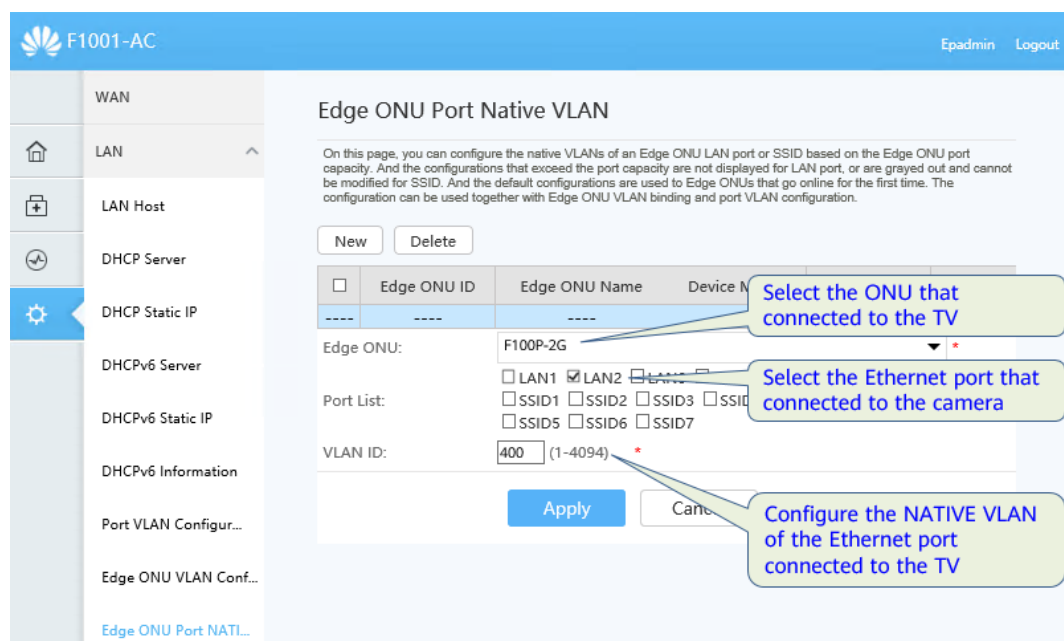 F1001-AC
Epadmin Logout
WAN
LAN
LAN Host
DHCP Server
DHCP Static IP
DHCPv6 Server
DHCPv6 Static IP
DHCPv6 Information
Port VLAN Configur...
Edge ONU VLAN Conf...
Edge ONU Port NATI...
Edge ONU Port Native VLAN
On this page, you can configure the native VLANs of an Edge ONU LAN port or SSID based on the Edge ONU port
capacity. And the configurations that exceed the port capacity are not displayed for LAN port, or are grayed out and cannot
be modified for SSID. And the default configurations are used to Edge ONUs that go online for the first time. The
configuration can be used together with Edge ONU VLAN binding and port VLAN configuration.
New Delete
Edge ONU ID Edge ONU Name Device
---- ---- ----
Edge ONU: F100P-2G *
Port List:
LAN1 LAN2
SSID1 SSID2 SSID3
SSID5 SSID6 SSID7
VLAN ID: 400 (1-4094) *
Apply
Select the ONU that
connected to the TV
Select the Ethernet port that
connected to the camera
Configure the NATIVE VLAN
of the Ethernet port
connected to the TV